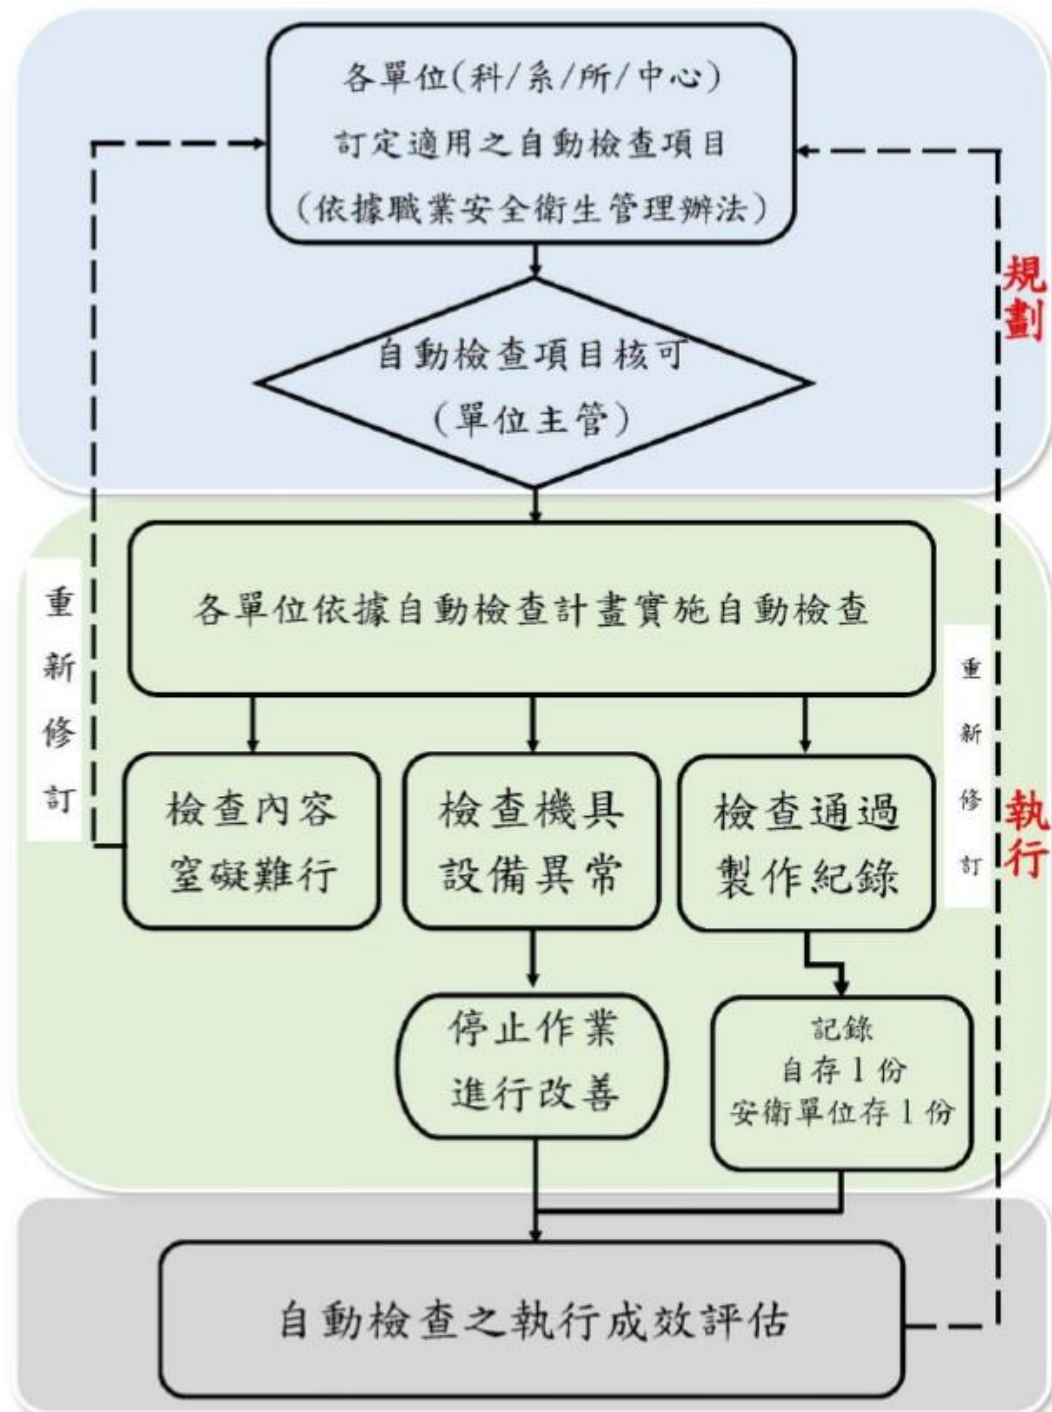 各單位(科/系/所/中心)
訂定適用之自動檢查項目
(依據職業安全衛生管理辦法)
規劃
自動檢查項目核可
(單位主管)
各單位依據自動檢查計畫實施自動檢查
重新修訂
重新修訂
檢查內容
窒礙難行
檢查機具
設備異常
檢查通過
製作紀錄
執行
停止作業
進行改善
記錄
自存1份
安衛單位存1份
自動檢查之執行成效評估